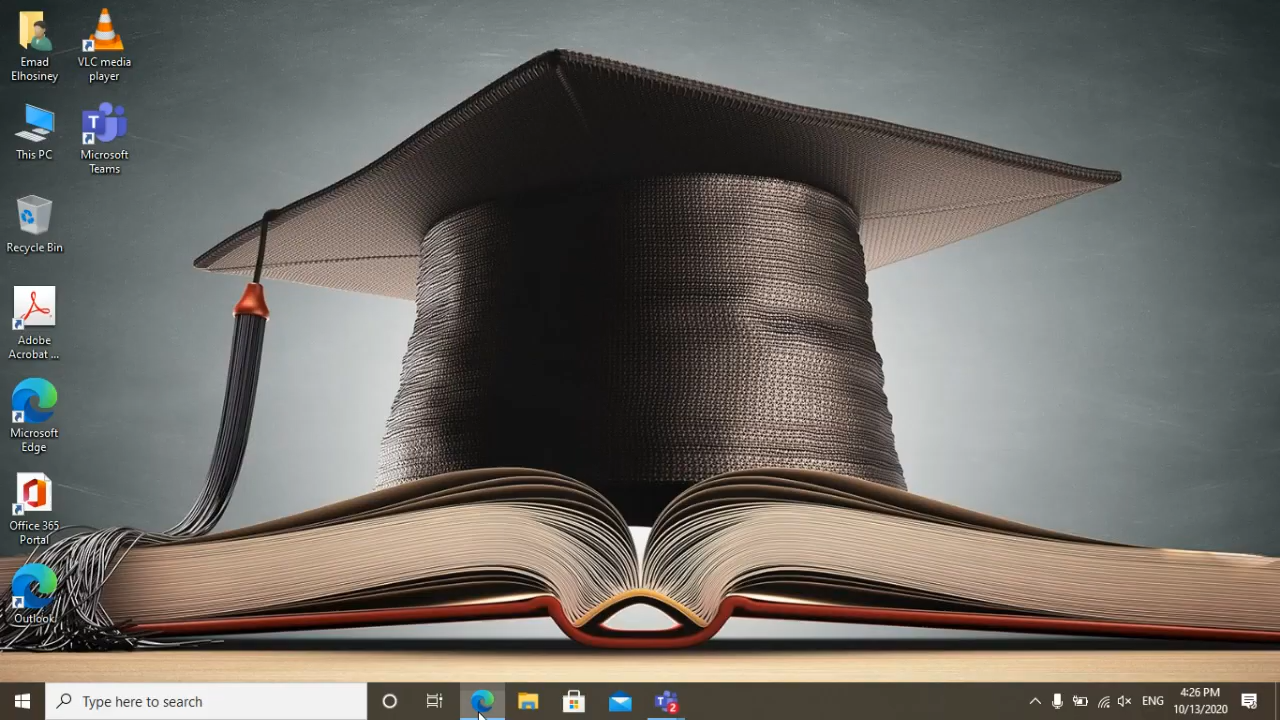 Emad
Elhosiney
VLC media
player
This PC
Microsoft
Teams
Recycle Bin
Adobe
Acrobat ...
Microsoft
Edge
Office 365
Portal
Outlook
Type here to search
2
ENG
4:26 PM
10/13/2020